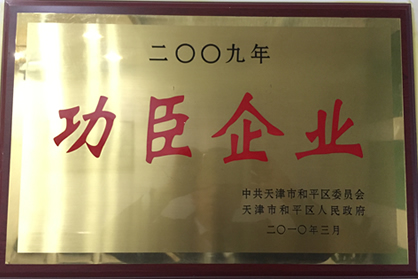 二〇〇九年
功臣企业
中共天津市和平区委员会
天津市和平区人民政府
二〇一〇年三月